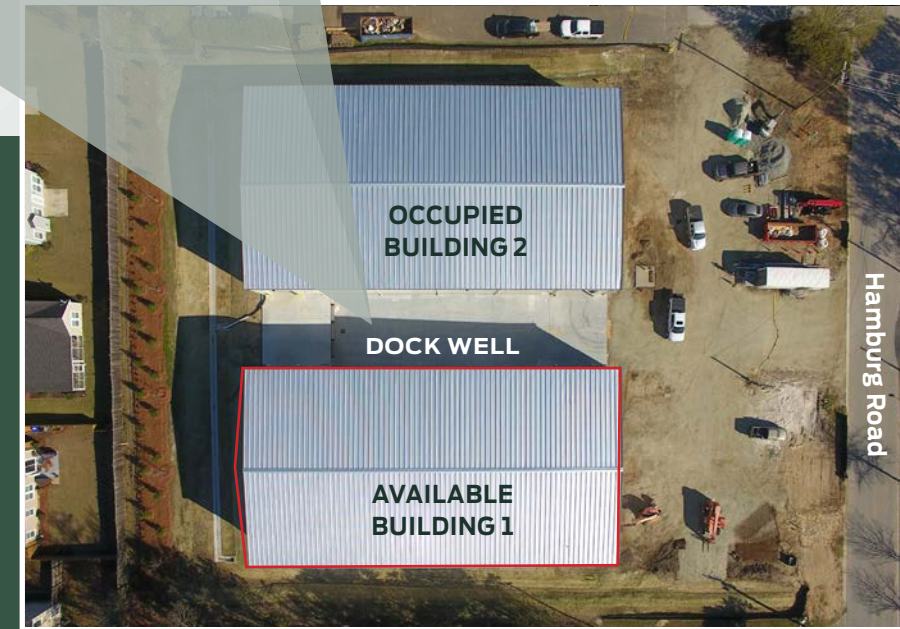 OCCUPIED
BUILDING 2
DOCK WELL
AVAILABLE
BUILDING 1
Hamburg Road